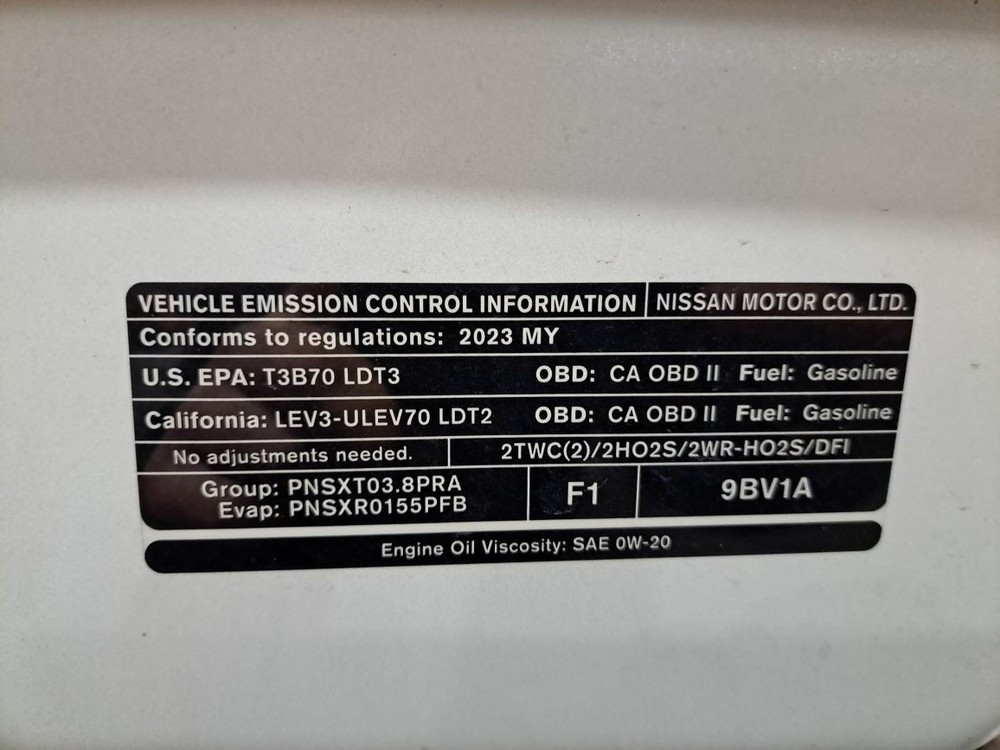 VEHICLE EMISSION CONTROL INFORMATION NISSAN MOTOR CO., LTD.
Conforms to regulations: 2023 MY
U.S. EPA: T3B70 LDT3 OBD: CA OBD II Fuel: Gasoline
California: LEV3-ULEV70 LDT2 OBD: CA OBD II Fuel: Gasoline
No adjustments needed. 2TWC(2)/2HO2S/2WR-HO2S/DFI
Group: PNSXT03.8PRA F1 9BV1A
Evap: PNSXR0155PFB
Engine Oil Viscosity: SAE 0W-20